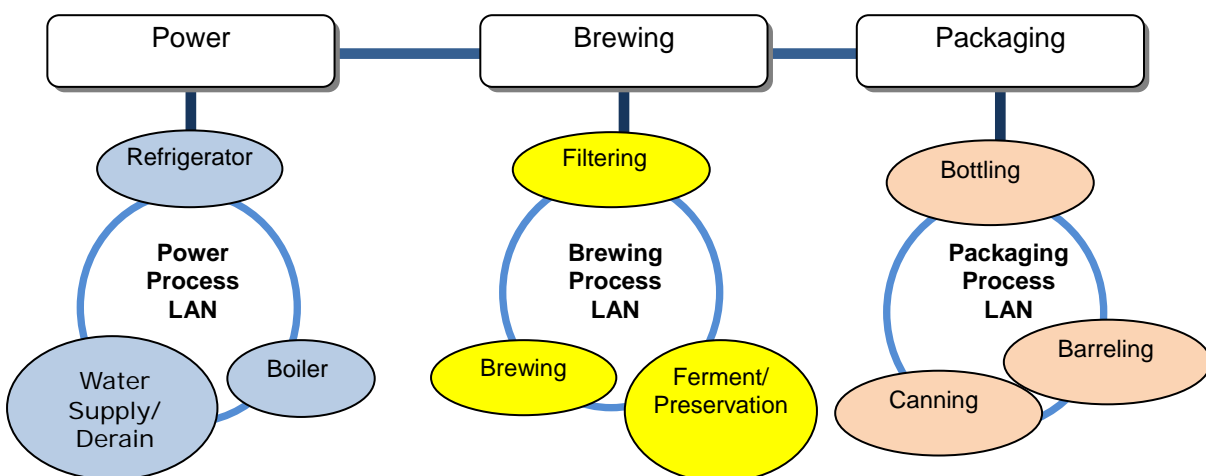 Power
Brewing
Packaging
Refrigerator
Power
Process
LAN
Water
Supply/
Derain
Boiler
Filtering
Brewing
Process
LAN
Brewing
Ferment/
Preservation
Bottling
Packaging
Process
LAN
Barreling
Canning